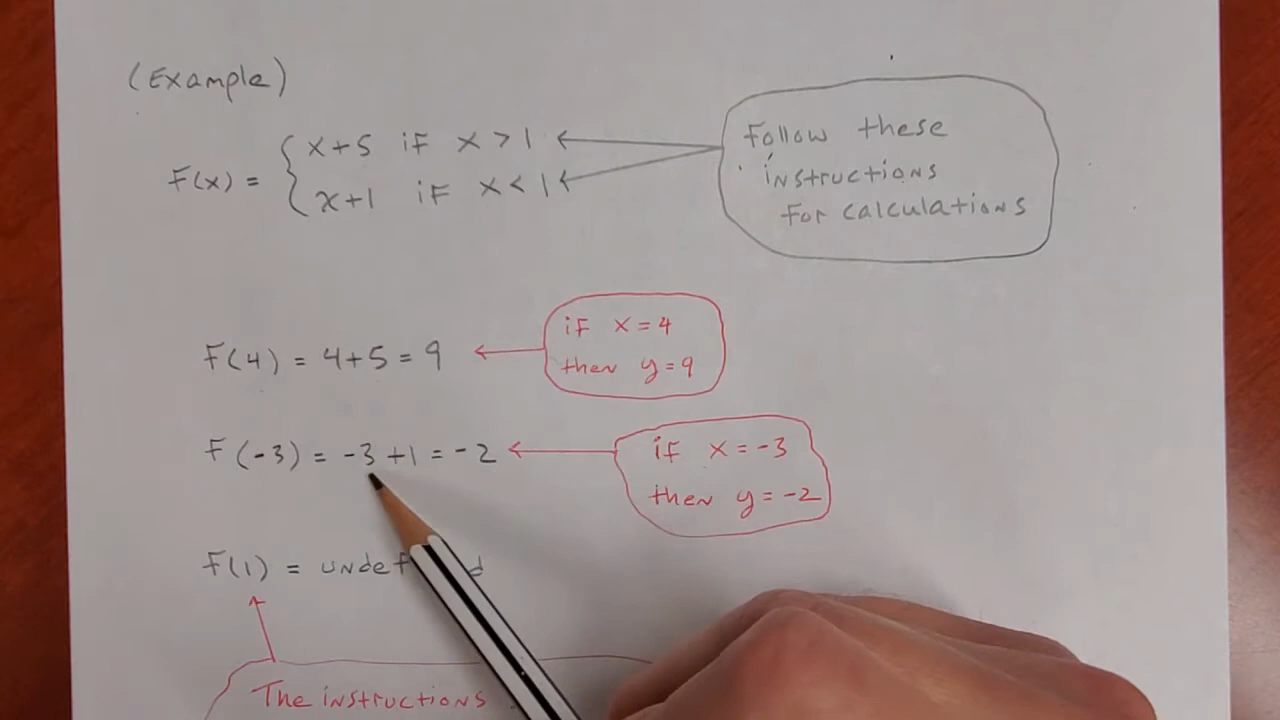 (Example)
F(x) = { x+5 if x > 1
x+1 if x < 1
Follow these
instructions
for calculations
F(4) = 4+5 = 9
if x = 4
then y = 9
F(-3) = -3+1 = -2
if x = -3
then y = -2
F(1) =
The instructions